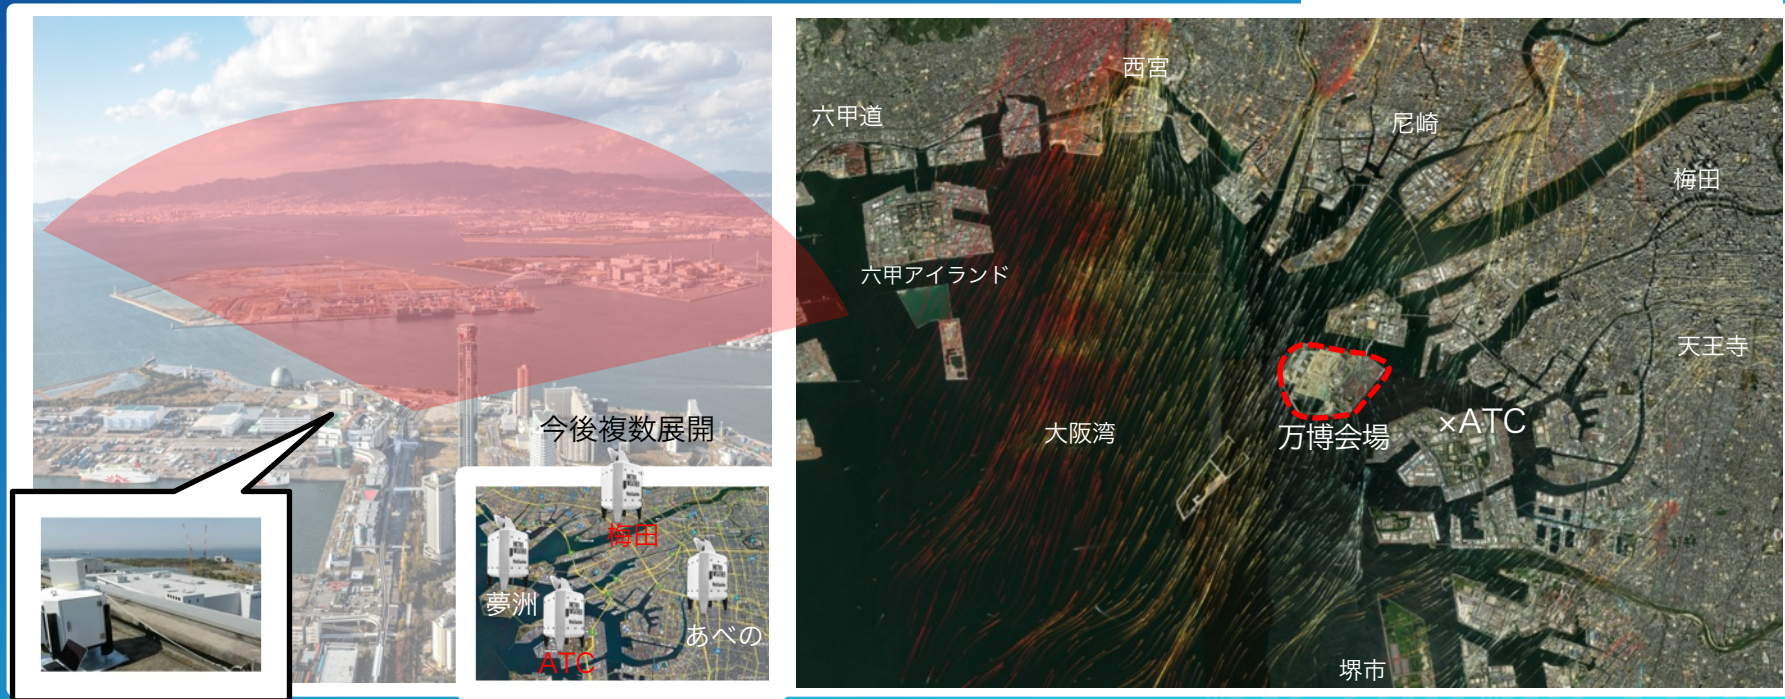 今後複数展開
梅田
夢洲
あべの
ATC
西宮
六甲道
尼崎
梅田
六甲アイランド
天王寺
大阪湾
万博会場
×ATC
堺市